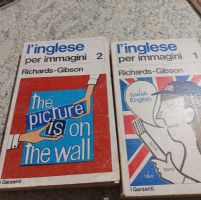 l'inglese
per immagini 2
Richards-Gibson
the
picture
is on
the wall
Garzanti
l'inglese
per immagini 1
Richards-Gibson
I speak
English
blue
Garzanti